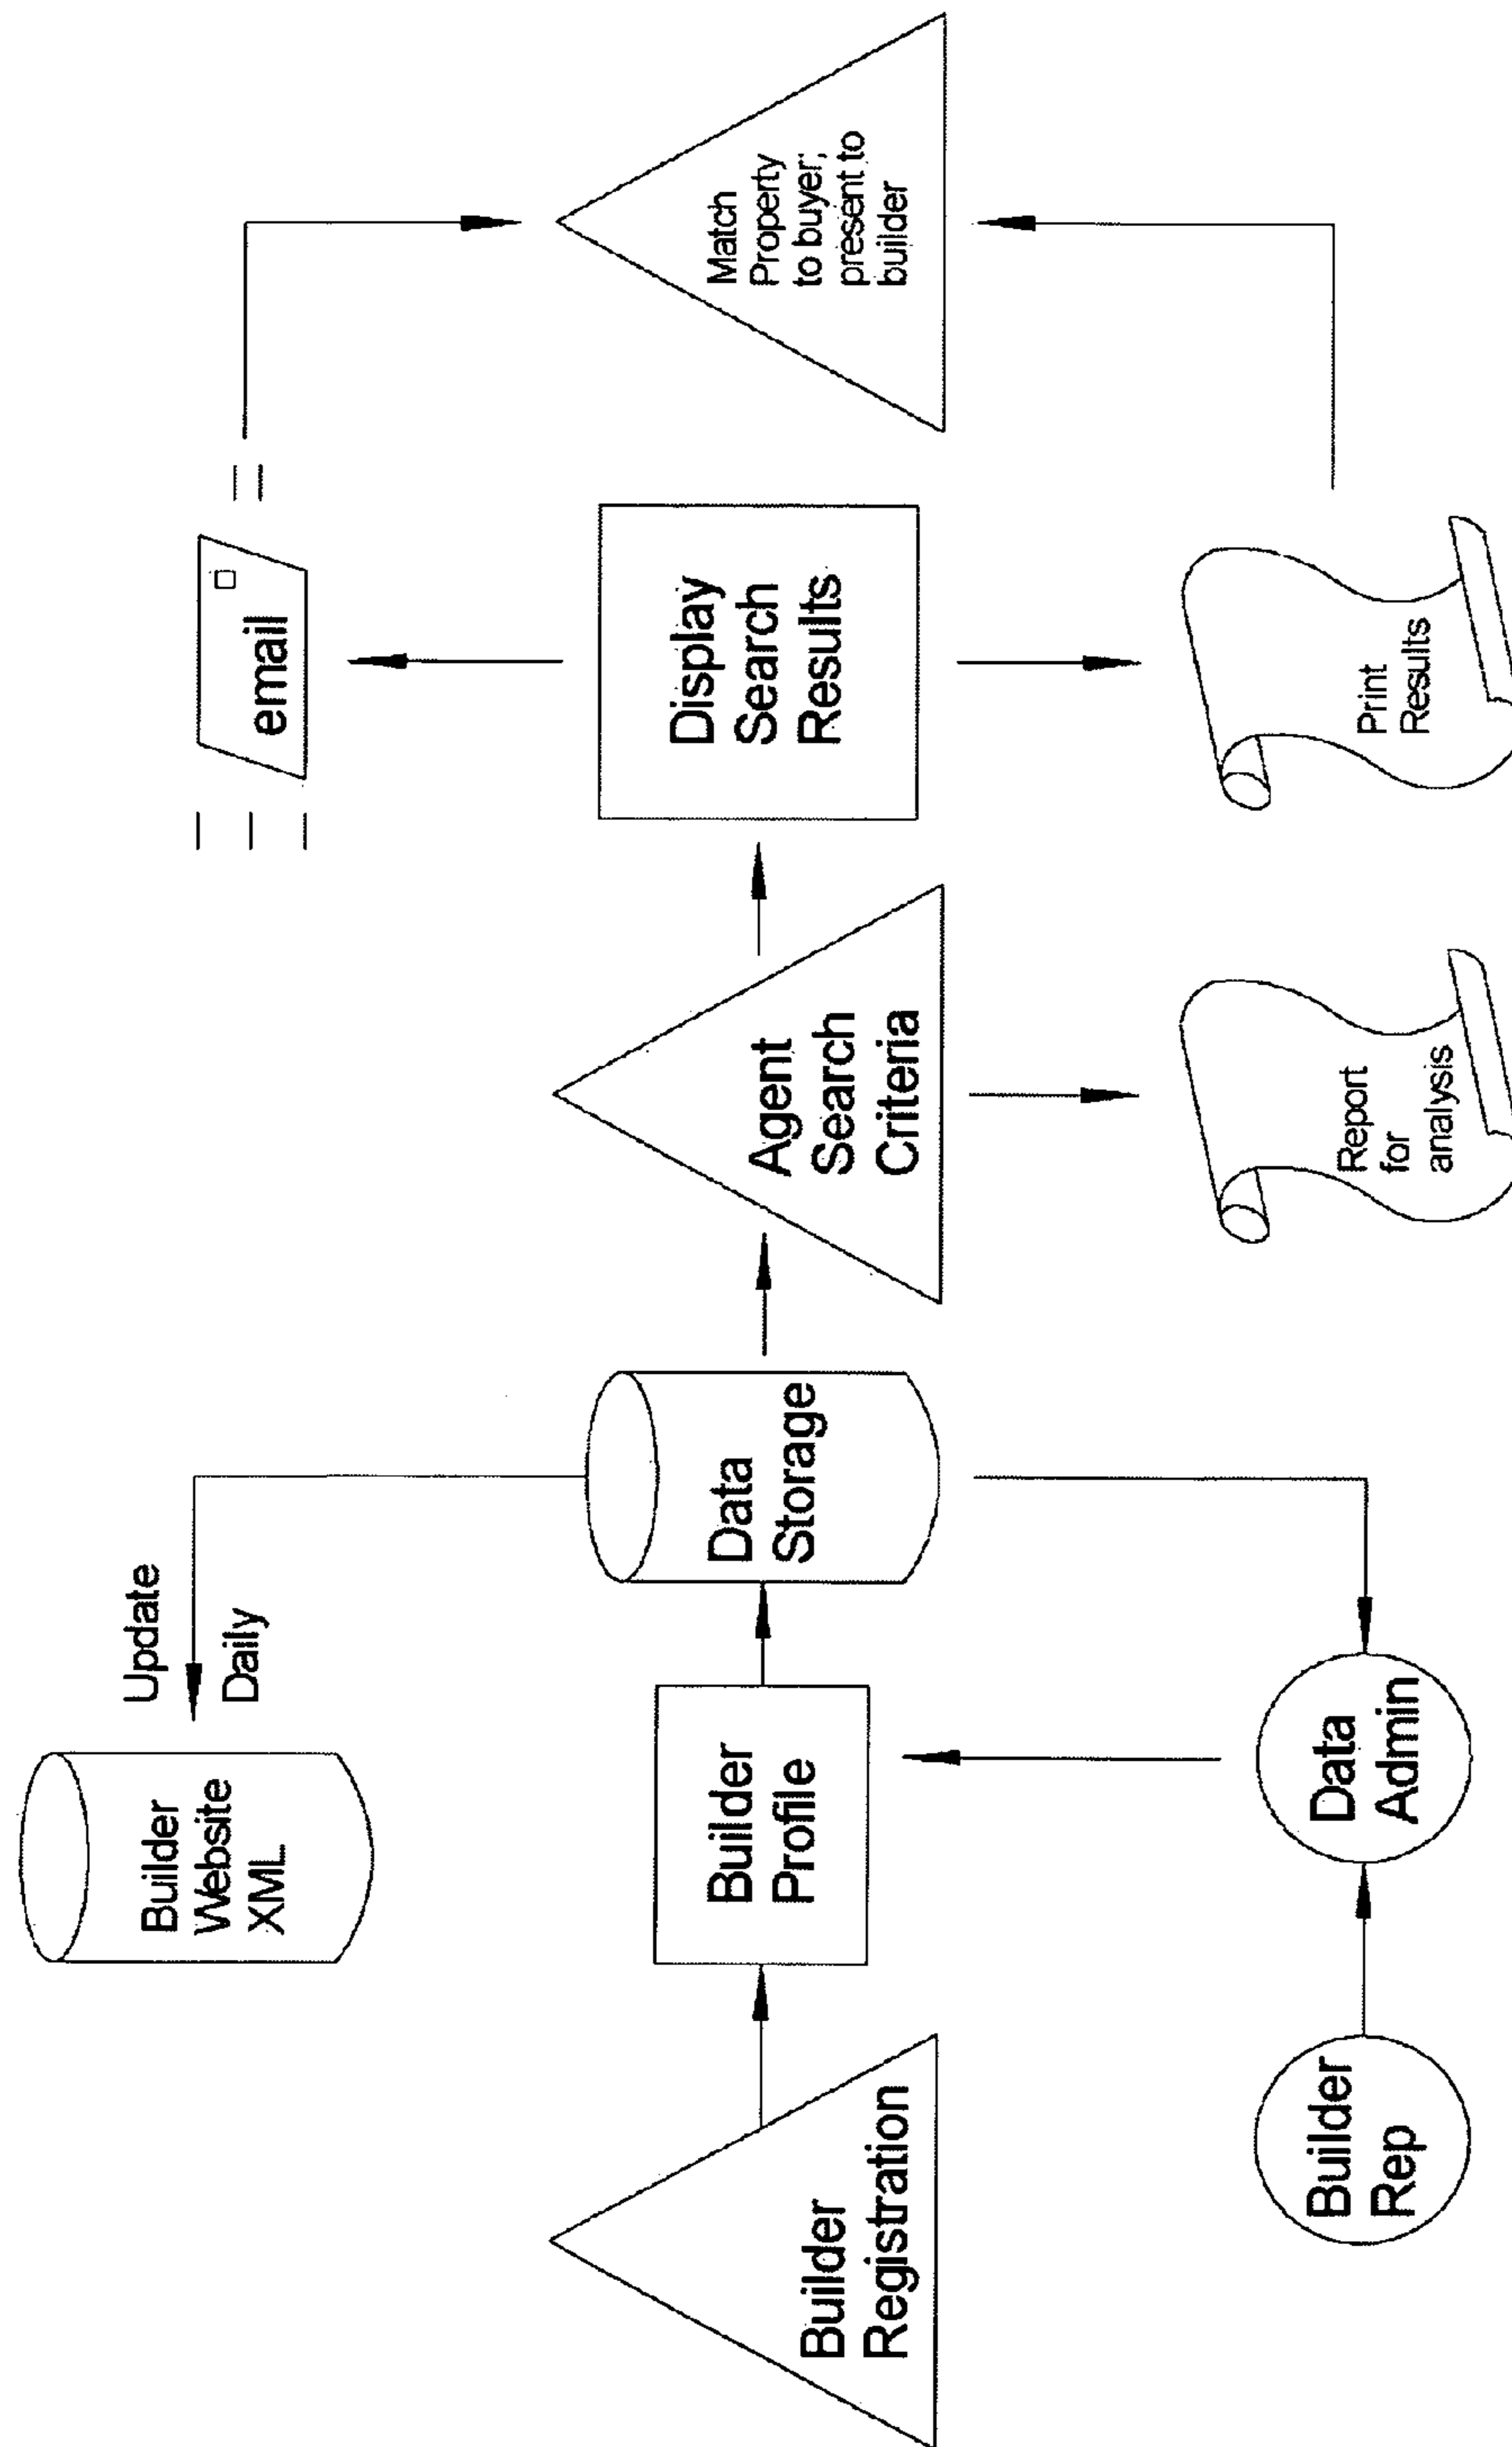 Update
Daily
Builder
Website
XML
email
Builder
Registration
Builder
Profile
Data
Storage
Agent
Search
Criteria
Display
Search
Results
Match
Property
to buyer;
present to
builder
Builder
Rep
Data
Admin
Report
for
analysis
Print
Results